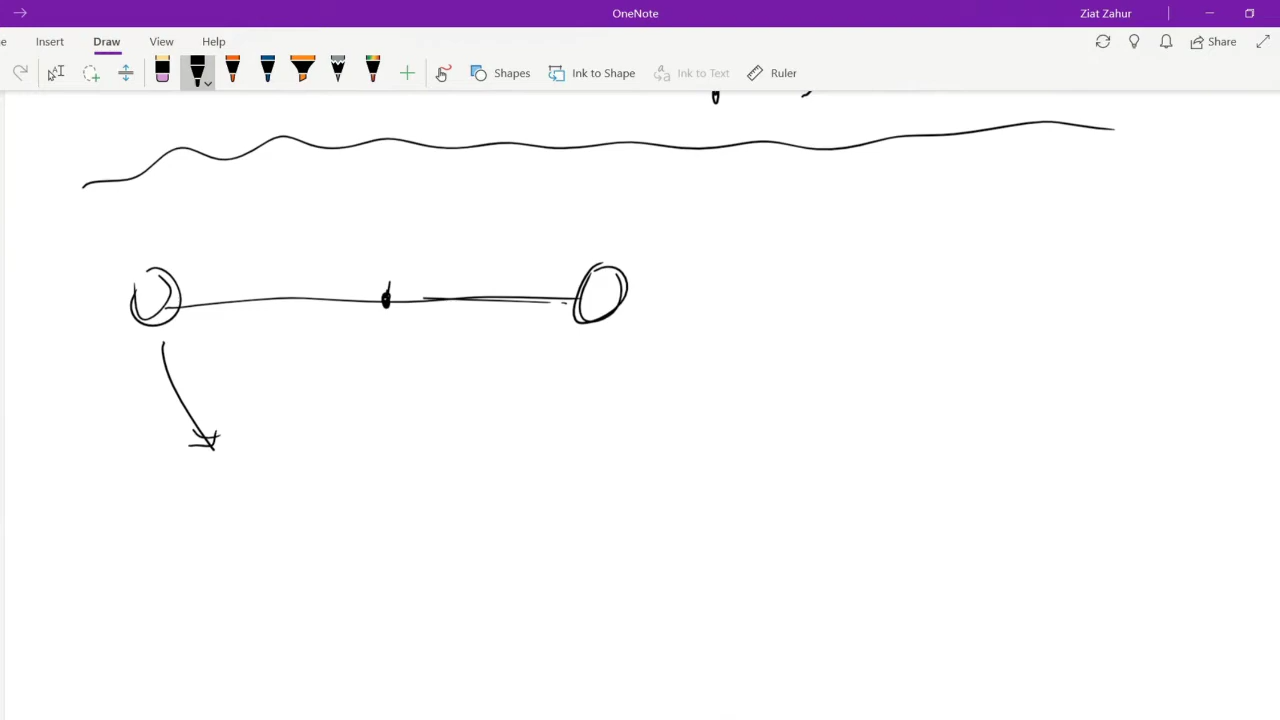 OneNote
Ziat Zahur
Insert
Draw
View
Help
Share
Shapes
Ink to Shape
Ink to Text
Ruler